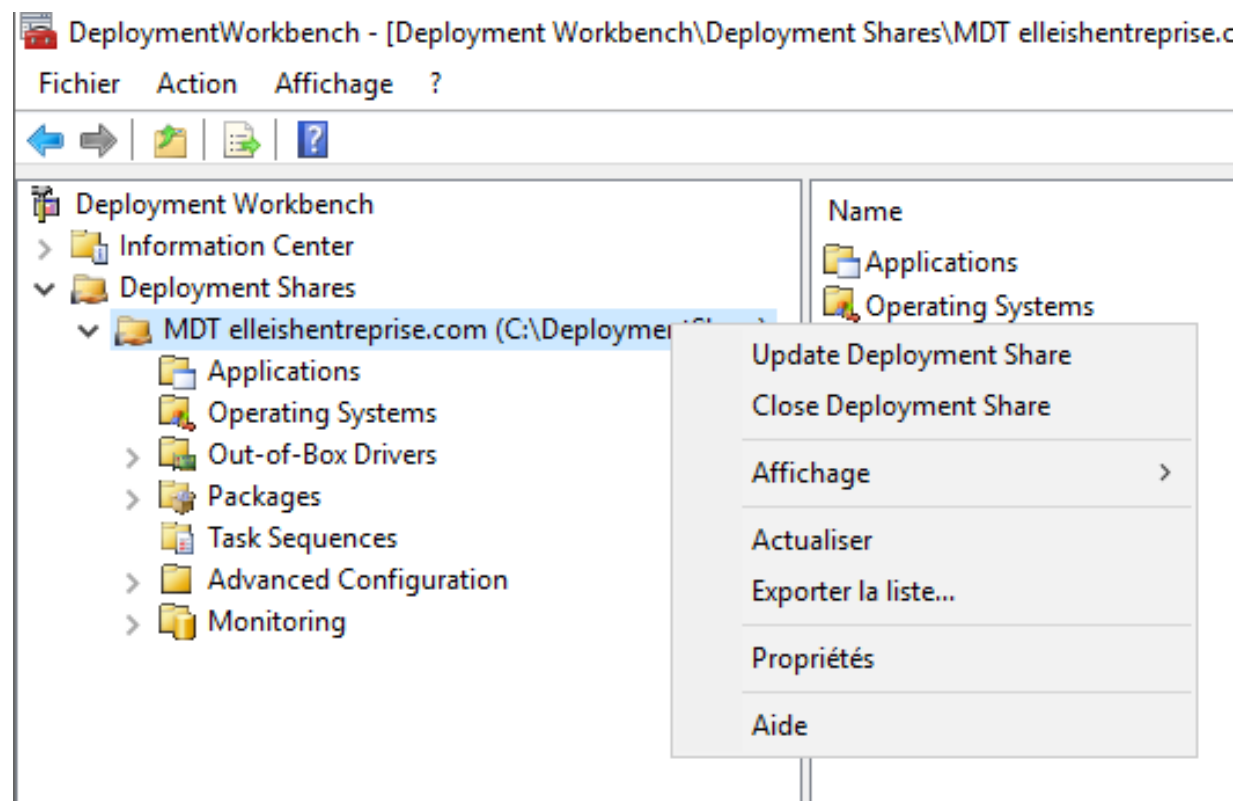 DeploymentWorkbench - [Deployment Workbench\Deployment Shares\MDT elleishentreprise.c
Fichier Action Affichage ?
Deployment Workbench
Information Center
Deployment Shares
MDT elleishentreprise.com (C:\Deploymen
Applications
Operating Systems
Out-of-Box Drivers
Packages
Task Sequences
Advanced Configuration
Monitoring
Name
Applications
Operating Systems
Update Deployment Share
Close Deployment Share
Affichage
Actualiser
Exporter la liste...
Propriétés
Aide